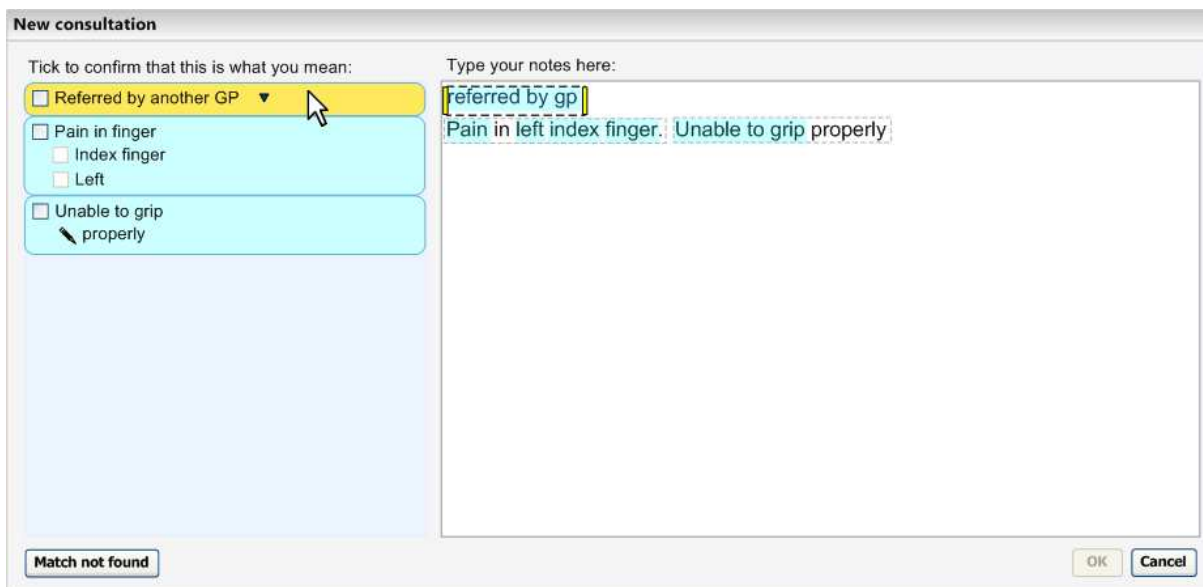 New consultation
Tick to confirm that this is what you mean:
Referred by another GP
Pain in finger
Index finger
Left
Unable to grip
properly
Match not found
Type your notes here:
referred by gp
Pain in left index finger. Unable to grip properly
OK
Cancel